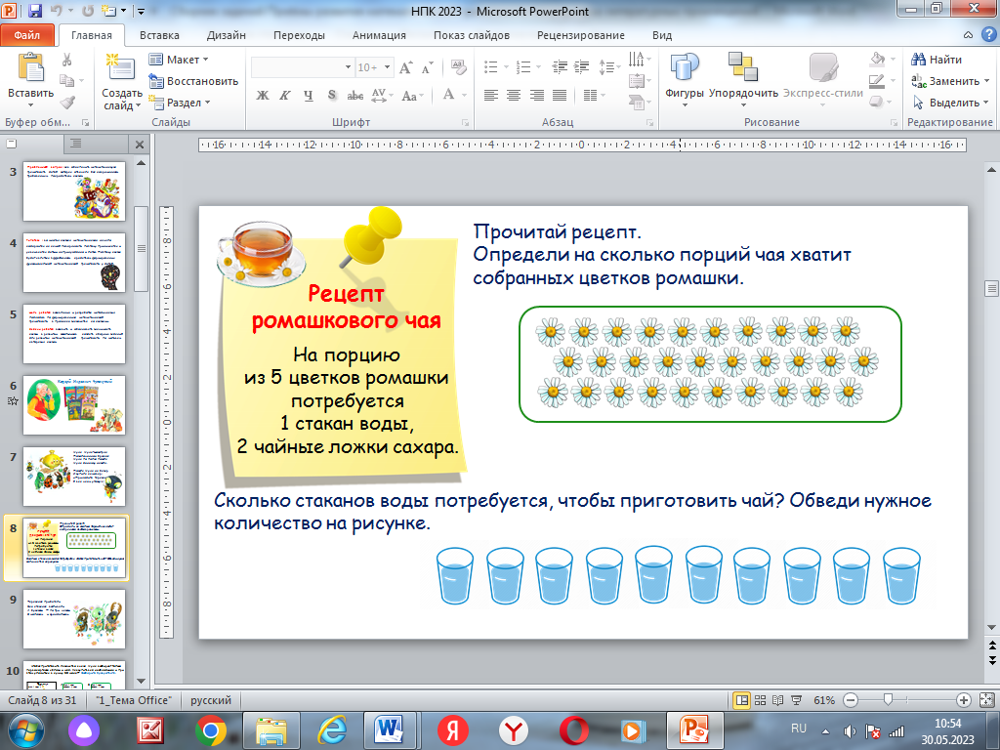 НПК 2023 - Microsoft PowerPoint
Файл
Главная
Вставка
Дизайн
Переходы
Анимация
Показ слайдов
Рецензирование
Вид
Вставить
Создать
слайд
Макет
Восстановить
Раздел
10+
Ж К Ч S abc AV Aa A
Фигуры
Упорядочить
Экспресс-стили
Найти
Заменить
Выделить
Буфер обм...
Слайды
Шрифт
Абзац
Рисование
Редактирование
3
4
5
6
7
8
9
10
Прочитай рецепт.
Определи на сколько порций чая хватит
собранных цветков ромашки.
Рецепт
ромашкового чая
На порцию
из 5 цветков ромашки
потребуется
1 стакан воды,
2 чайные ложки сахара.
Сколько стаканов воды потребуется, чтобы приготовить чай? Обведи нужное
количество на рисунке.
Слайд 8 из 31
"1_Тема Office"
русский
61%
RU
10:54
30.05.2023